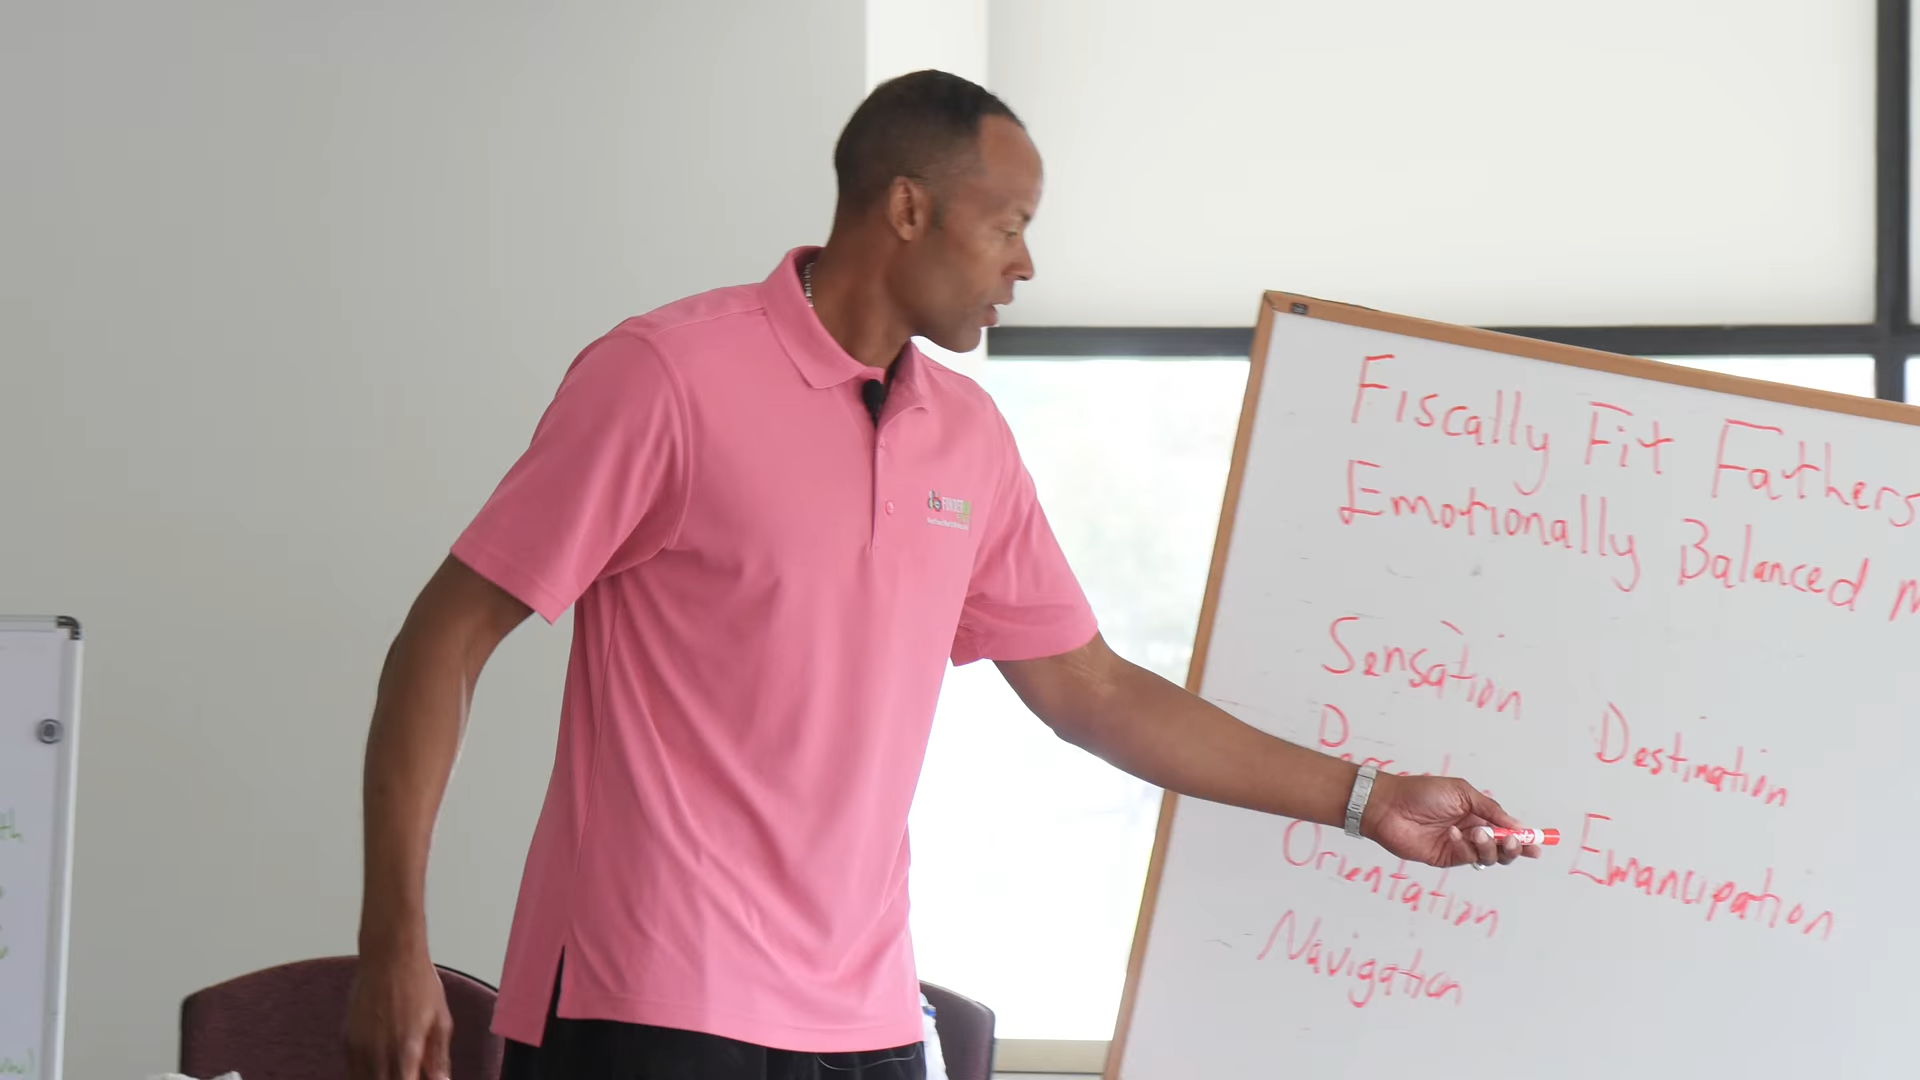 Fiscally Fit Fathers
Emotionally Balanced
Sensation
Destination
Orientation
Emancipation
Navigation